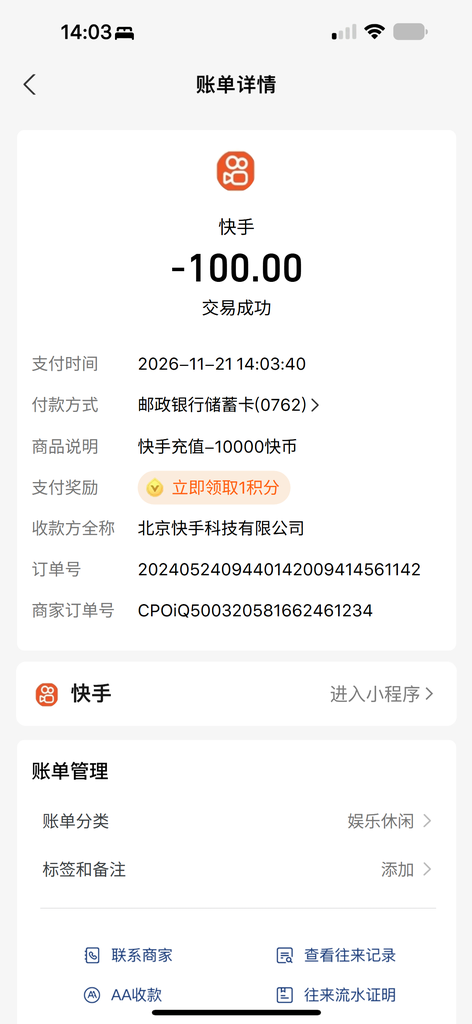 14:03
账单详情
快手
-100.00
交易成功
支付时间 2026-11-21 14:03:40
付款方式 邮政银行储蓄卡(0762)
商品说明 快手充值-10000快币
支付奖励 立即领取1积分
收款方全称 北京快手科技有限公司
订单号 2024052409440142009414561142
商家订单号 CPOiQ500320581662461234
快手 进入小程序
账单管理
账单分类 娱乐休闲
标签和备注 添加
联系商家 查看往来记录
AA收款 往来流水证明